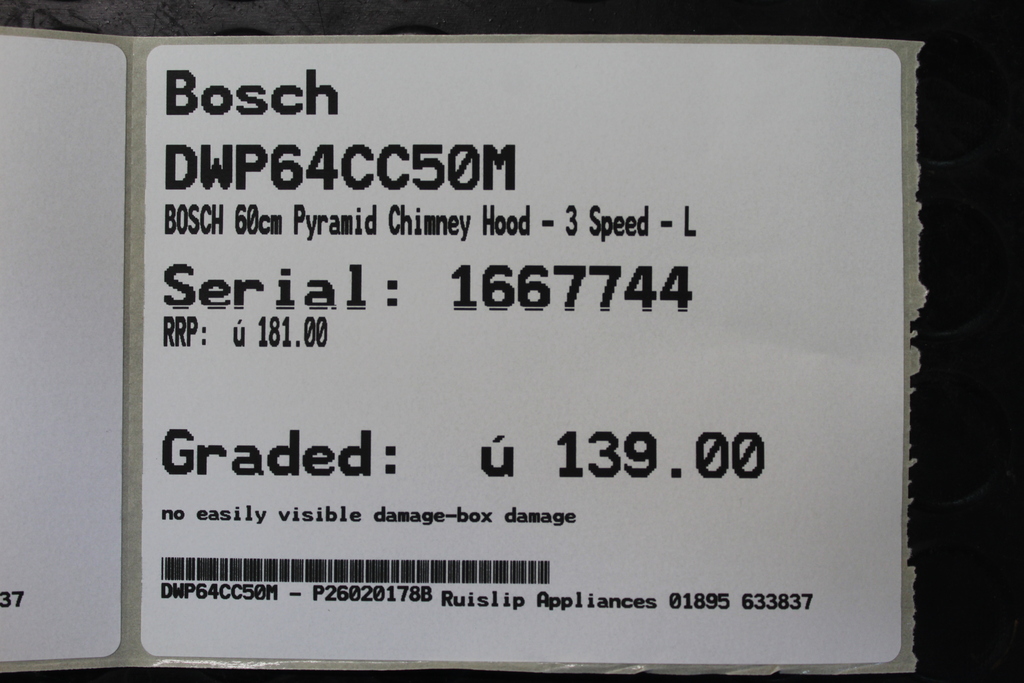 Bosch
DWP64CC50M
BOSCH 60cm Pyramid Chimney Hood - 3 Speed - L
Serial: 1667744
RRP: ú 181.00
Graded: ú 139.00
no easily visible damage-box damage
DWP64CC50M - P26020178B Ruislip Appliances 01895 633837
37